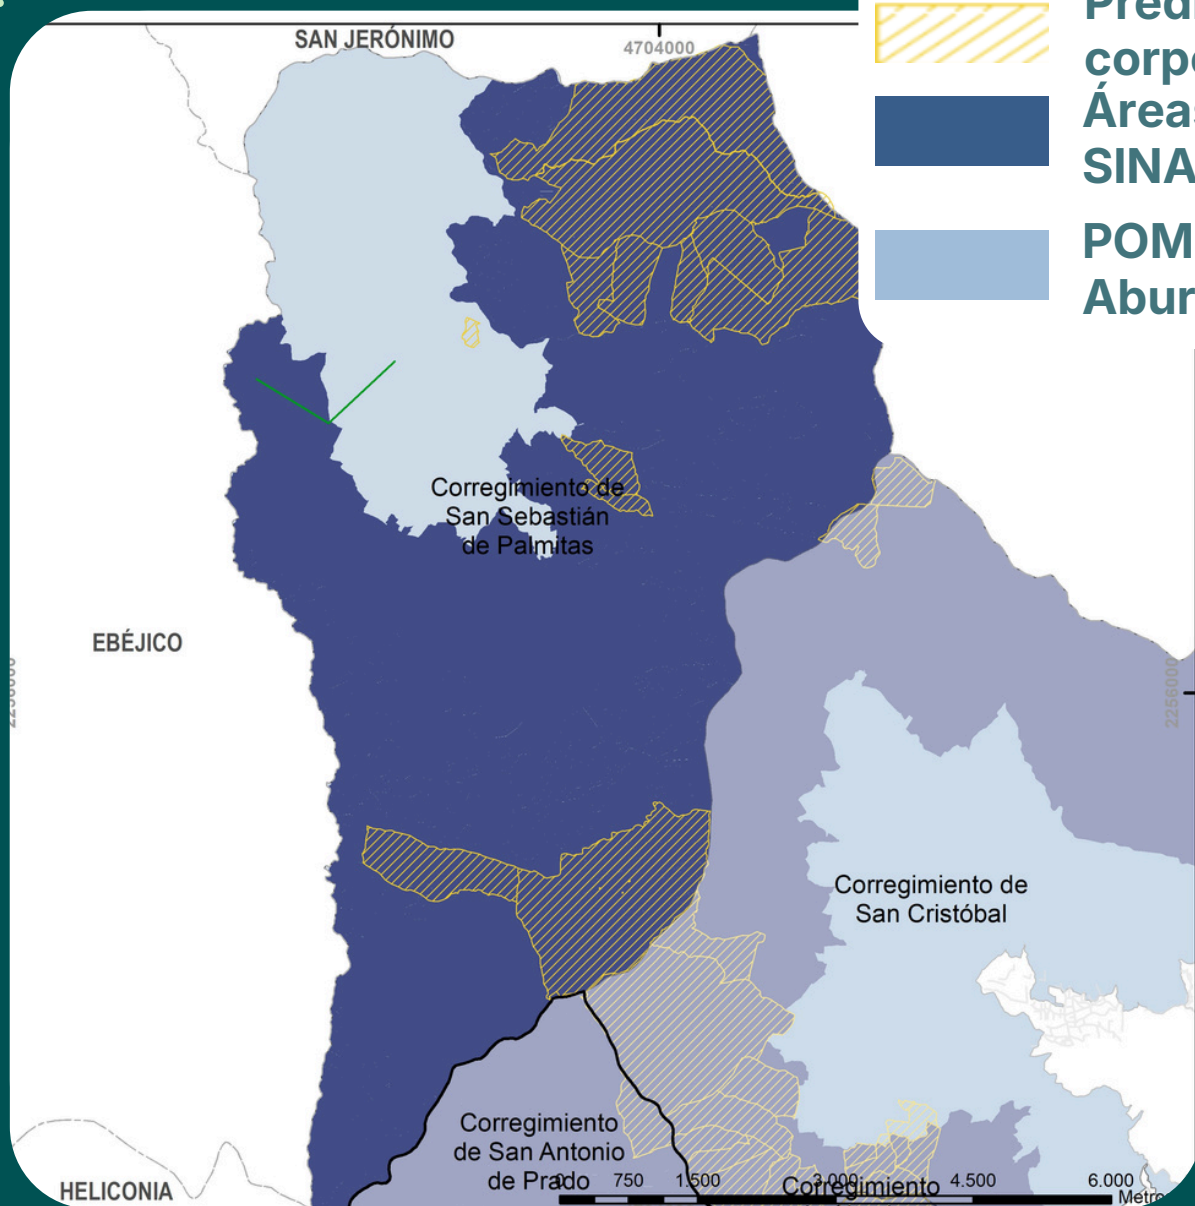 SAN JERÓNIMO
4704000
corp
SINA
POM
Abur
Corregimiento de
San Sebastián
de Palmitas
EBÉJICO
2256000
Corregimiento de
San Cristóbal
Corregimiento
de San Antonio
de Prado
HELICONIA
Corregimiento
0 750 1.500 3.000 4.500 6.000
Metro